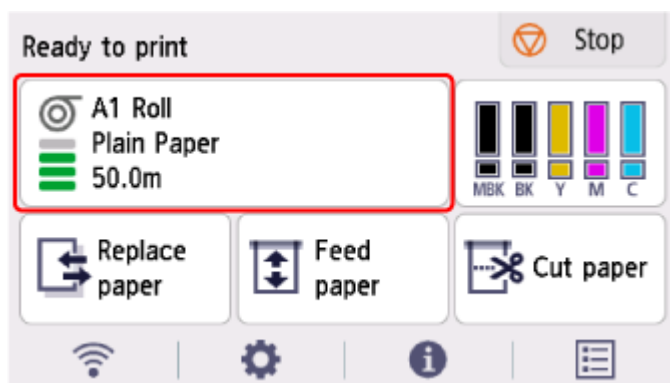 Ready to print
Stop
A1 Roll
Plain Paper
50.0m
MBK BK Y M C
Replace
paper
Feed
paper
Cut paper